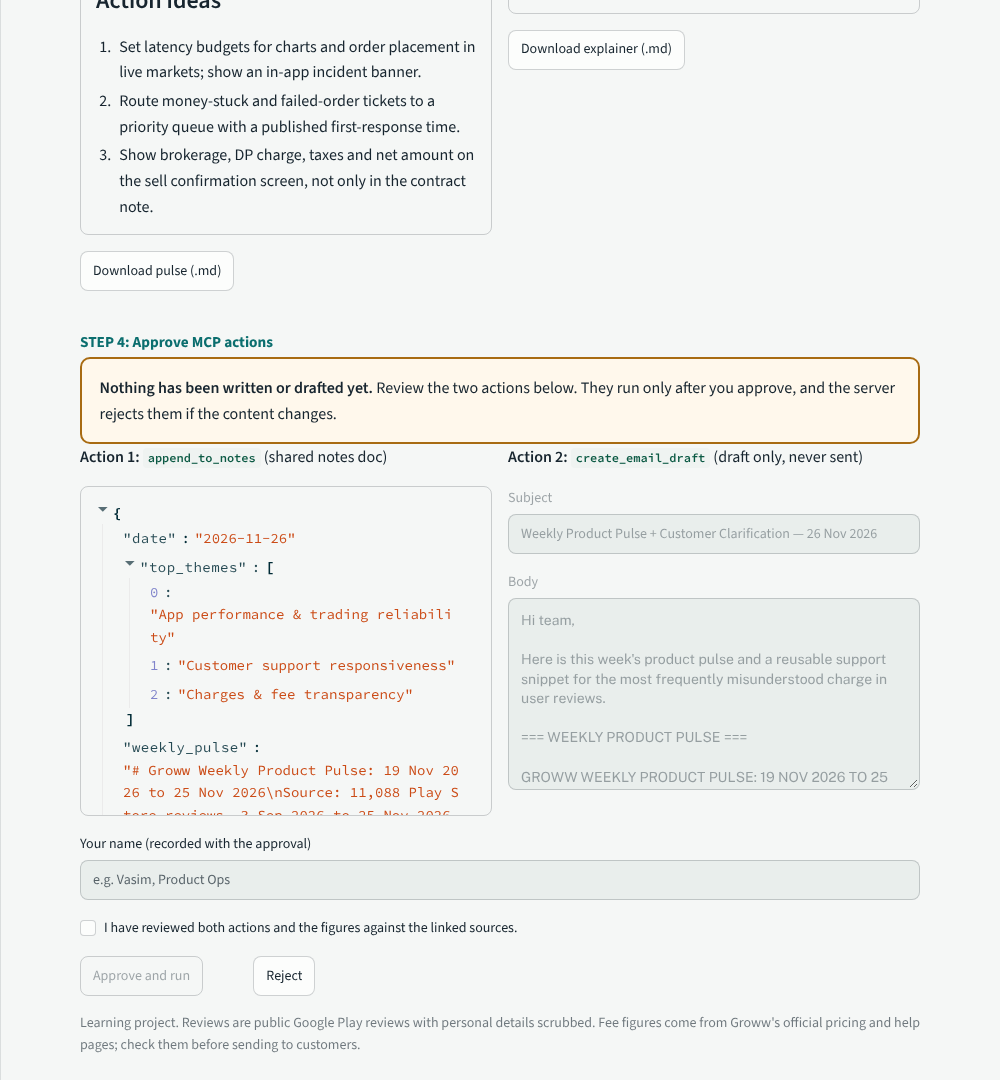 Action Ideas
1. Set latency budgets for charts and order placement in
live markets; show an in-app incident banner.
2. Route money-stuck and failed-order tickets to a
priority queue with a published first-response time.
3. Show brokerage, DP charge, taxes and net amount on
the sell confirmation screen, not only in the contract
note.
Download pulse (.md)
Download explainer (.md)
STEP 4: Approve MCP actions
Nothing has been written or drafted yet. Review the two actions below. They run only after you approve, and the server
rejects them if the content changes.
Action 1: append_to_notes (shared notes doc)
{
"date" : "2026-11-26"
"top_themes" : [
0 :
"App performance & trading reliabili
ty"
1 : "Customer support responsiveness"
2 : "Charges & fee transparency"
]
"weekly_pulse" :
"# Groww Weekly Product Pulse: 19 Nov 20
26 to 25 Nov 2026\nSource: 11,088 Play S
tore reviews, 3 Sep 2026 to 25 Nov 2026
Action 2: create_email_draft (draft only, never sent)
Subject
Weekly Product Pulse + Customer Clarification — 26 Nov 2026
Body
Hi team,
Here is this week's product pulse and a reusable support
snippet for the most frequently misunderstood charge in
user reviews.
=== WEEKLY PRODUCT PULSE ===
GROWW WEEKLY PRODUCT PULSE: 19 NOV 2026 TO 25
Your name (recorded with the approval)
e.g. Vasim, Product Ops
I have reviewed both actions and the figures against the linked sources.
Approve and run
Reject
Learning project. Reviews are public Google Play reviews with personal details scrubbed. Fee figures come from Groww's official pricing and help
pages; check them before sending to customers.